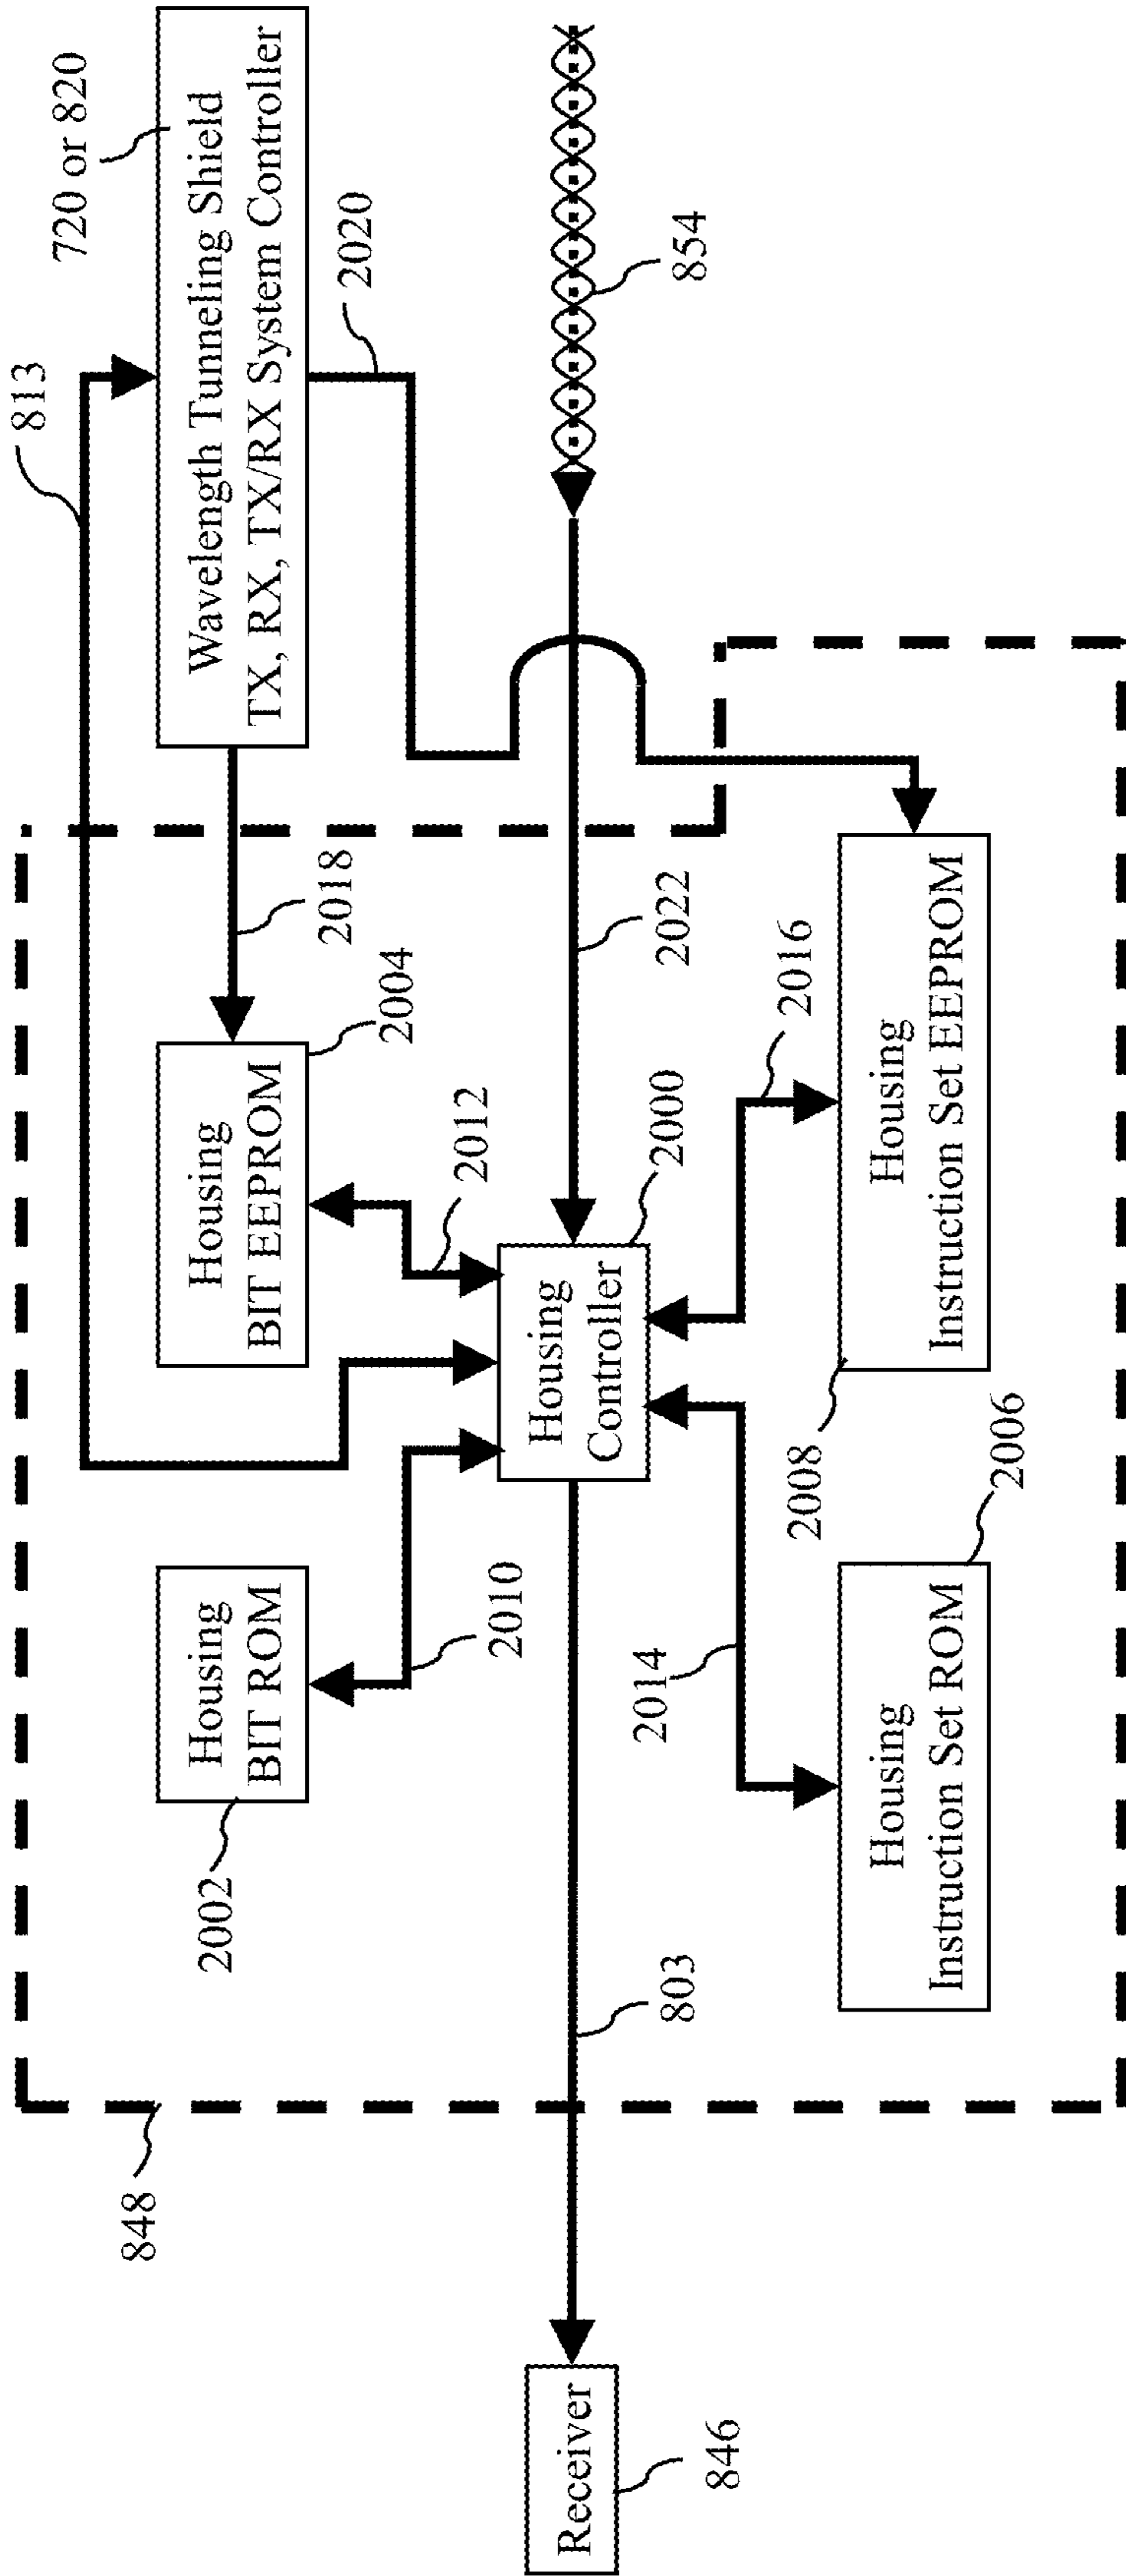 848
2002
Housing
BIT ROM
2010
813
Housing
BIT EEPROM
2004
2012
2018
720 or 820
Wavelength Tunneling Shield
TX, RX, TX/RX System Controller
2020
Receiver
846
803
Housing
Controller
2000
2022
854
2014
Housing
Instruction Set ROM
2006
2008
Housing
Instruction Set EEPROM
2016